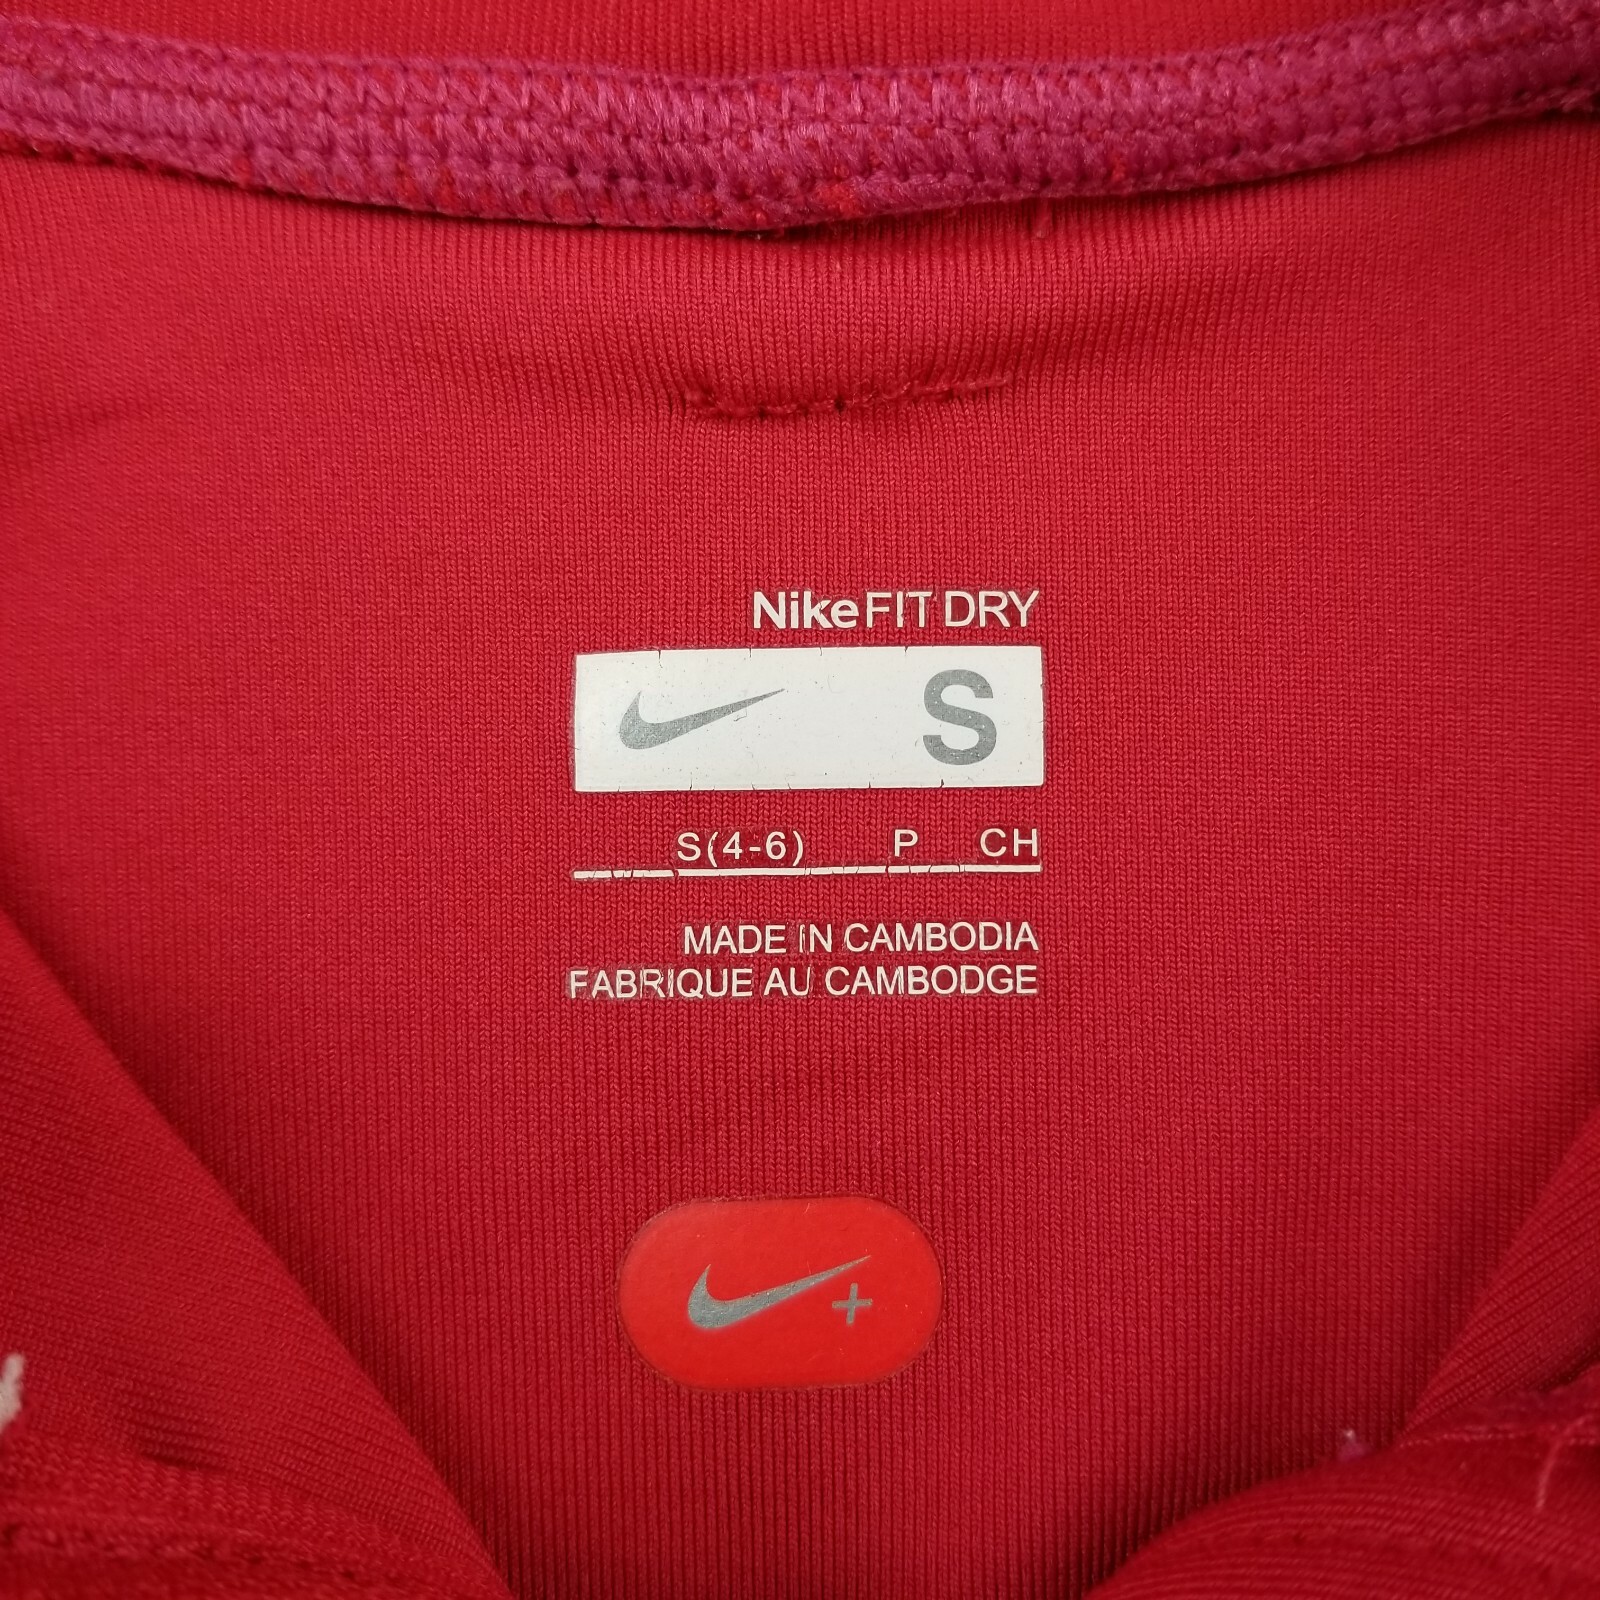 NikeFIT DRY
S
S(4-6) P CH
MADE IN CAMBODIA
FABRIQUE AU CAMBODGE
+